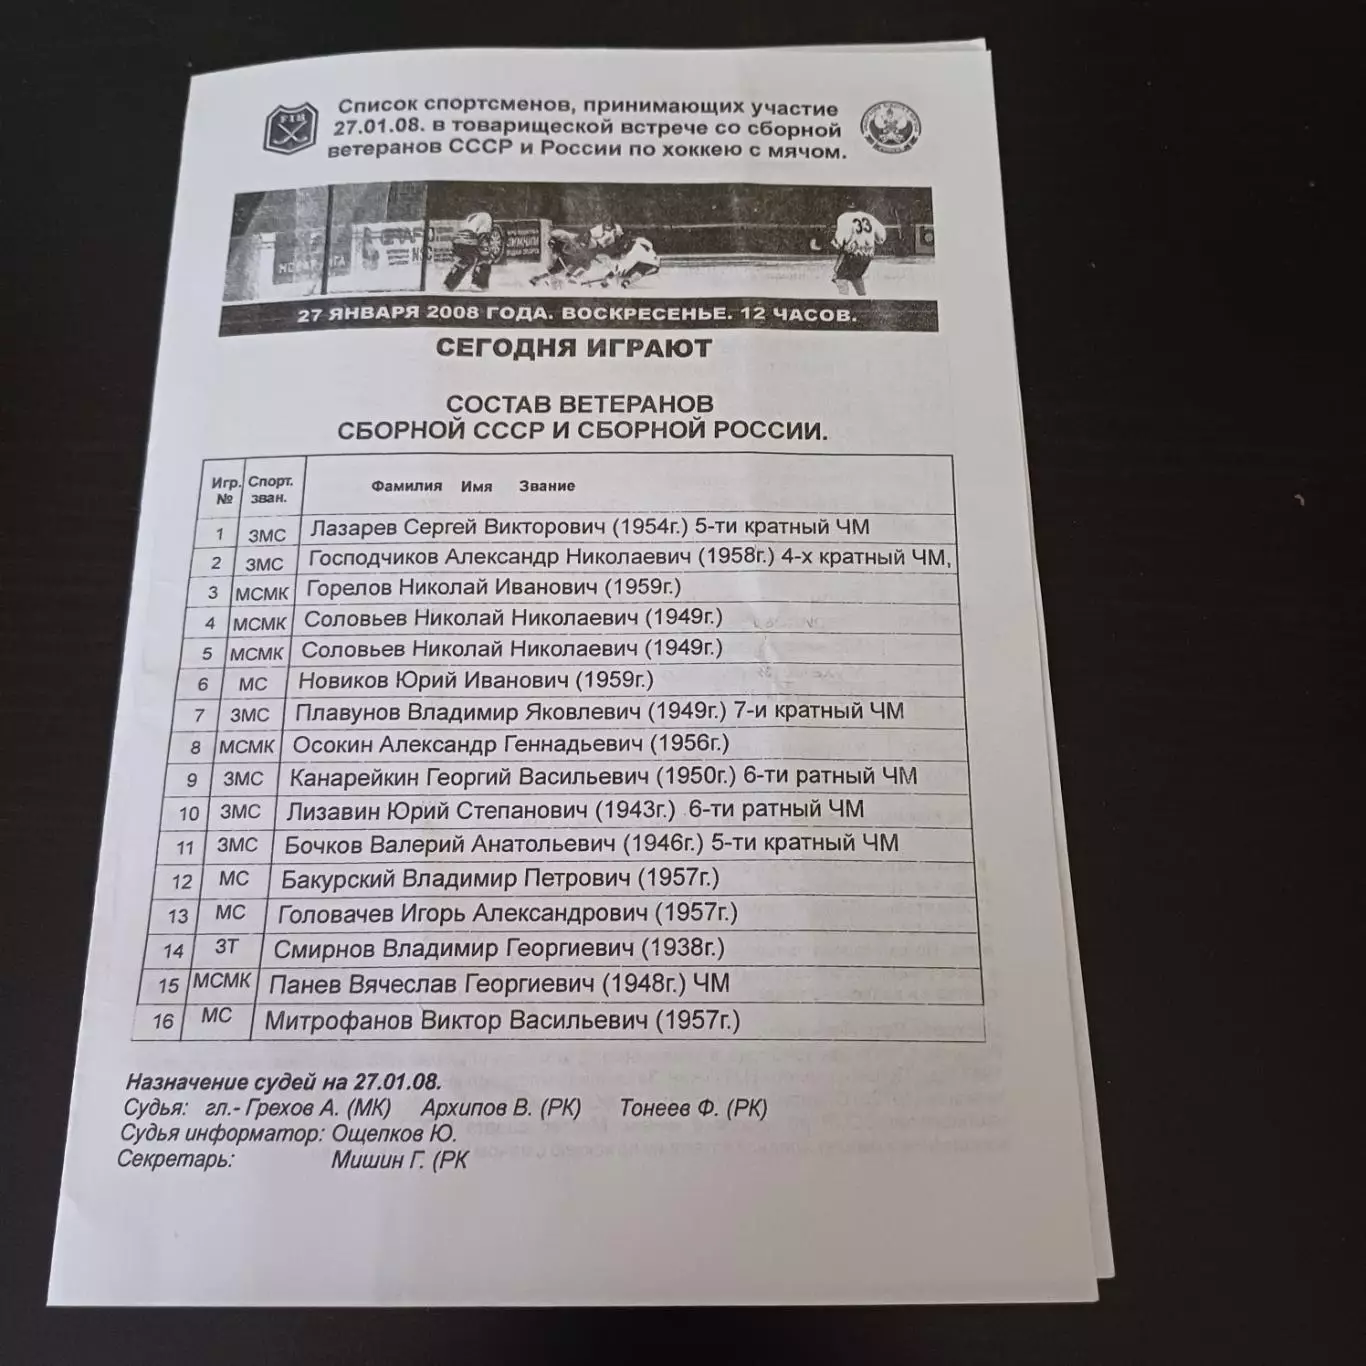 FIB
Список спортсменов, принимающих участие
27.01.08. в товарищеской встрече со сборной
ветеранов СССР и России по хоккею с мячом.
33
27 ЯНВАРЯ 2008 ГОДА. ВОСКРЕСЕНЬЕ. 12 ЧАСОВ.
СЕГОДНЯ ИГРАЮТ
СОСТАВ ВЕТЕРАНОВ
СБОРНОЙ СССР И СБОРНОЙ РОССИИ.
Игр. № Спорт. зван. Фамилия Имя Звание
1 ЗМС Лазарев Сергей Викторович (1954г.) 5-ти кратный ЧМ
2 ЗМС Господчиков Александр Николаевич (1958г.) 4-х кратный ЧМ,
3 МСМК Горелов Николай Иванович (1959г.)
4 МСМК Соловьев Николай Николаевич (1949г.)
5 МСМК Соловьев Николай Николаевич (1949г.)
6 МС Новиков Юрий Иванович (1959г.)
7 ЗМС Плавунов Владимир Яковлевич (1949г.) 7-и кратный ЧМ
8 МСМК Осокин Александр Геннадьевич (1956г.)
9 ЗМС Канарейкин Георгий Васильевич (1950г.) 6-ти ратный ЧМ
10 ЗМС Лизавин Юрий Степанович (1943г.) 6-ти ратный ЧМ
11 ЗМС Бочков Валерий Анатольевич (1946г.) 5-ти кратный ЧМ
12 МС Бакурский Владимир Петрович (1957г.)
13 МС Головачев Игорь Александрович (1957г.)
14 ЗТ Смирнов Владимир Георгиевич (1938г.)
15 МСМК Панев Вячеслав Георгиевич (1948г.) ЧМ
16 МС Митрофанов Виктор Васильевич (1957г.)
Назначение судей на 27.01.08.
Судья: гл.- Грехов А. (МК) Архипов В. (РК) Тонеев Ф. (РК)
Судья информатор: Ощепков Ю.
Секретарь: Мишин Г. (РК